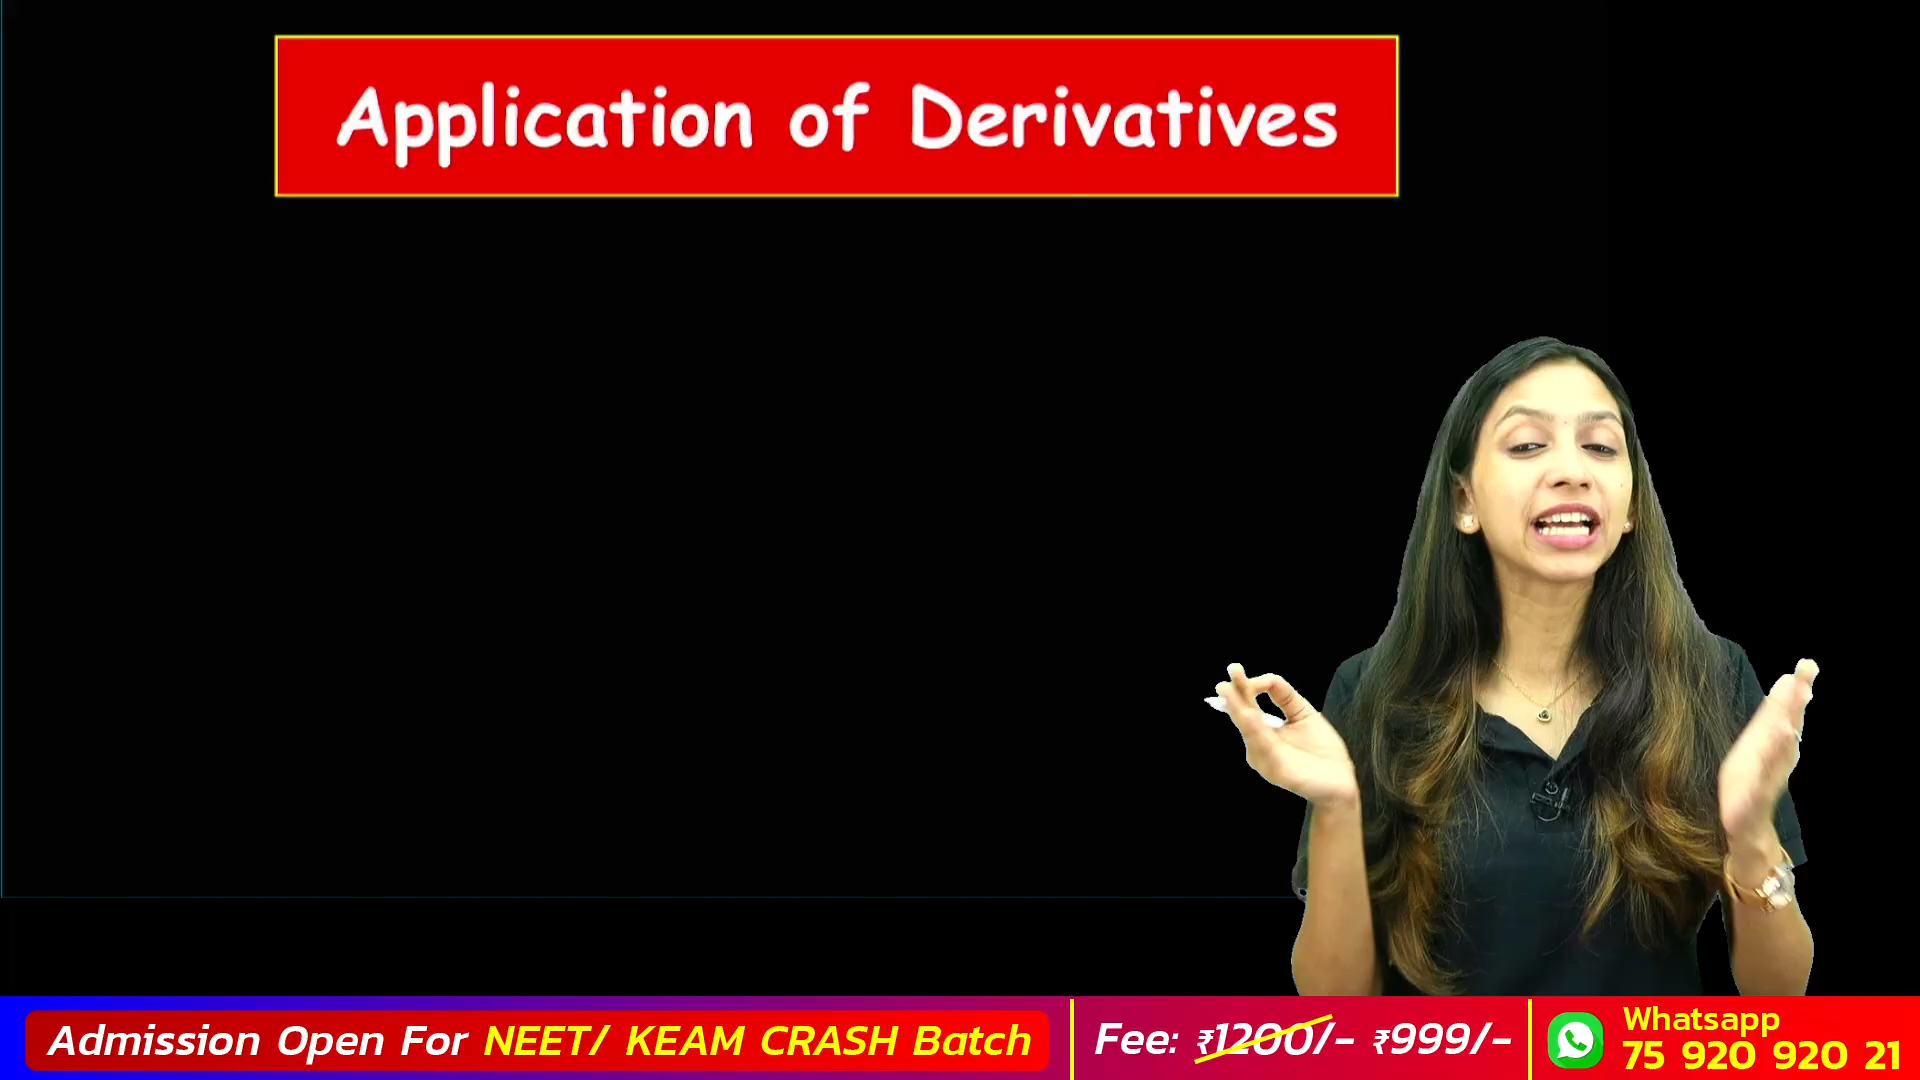 Application of Derivatives
Admission Open For NEET/ KEAM CRASH Batch
Fee: ₹1200/- ₹999/-
Whatsapp
75 920 920 21